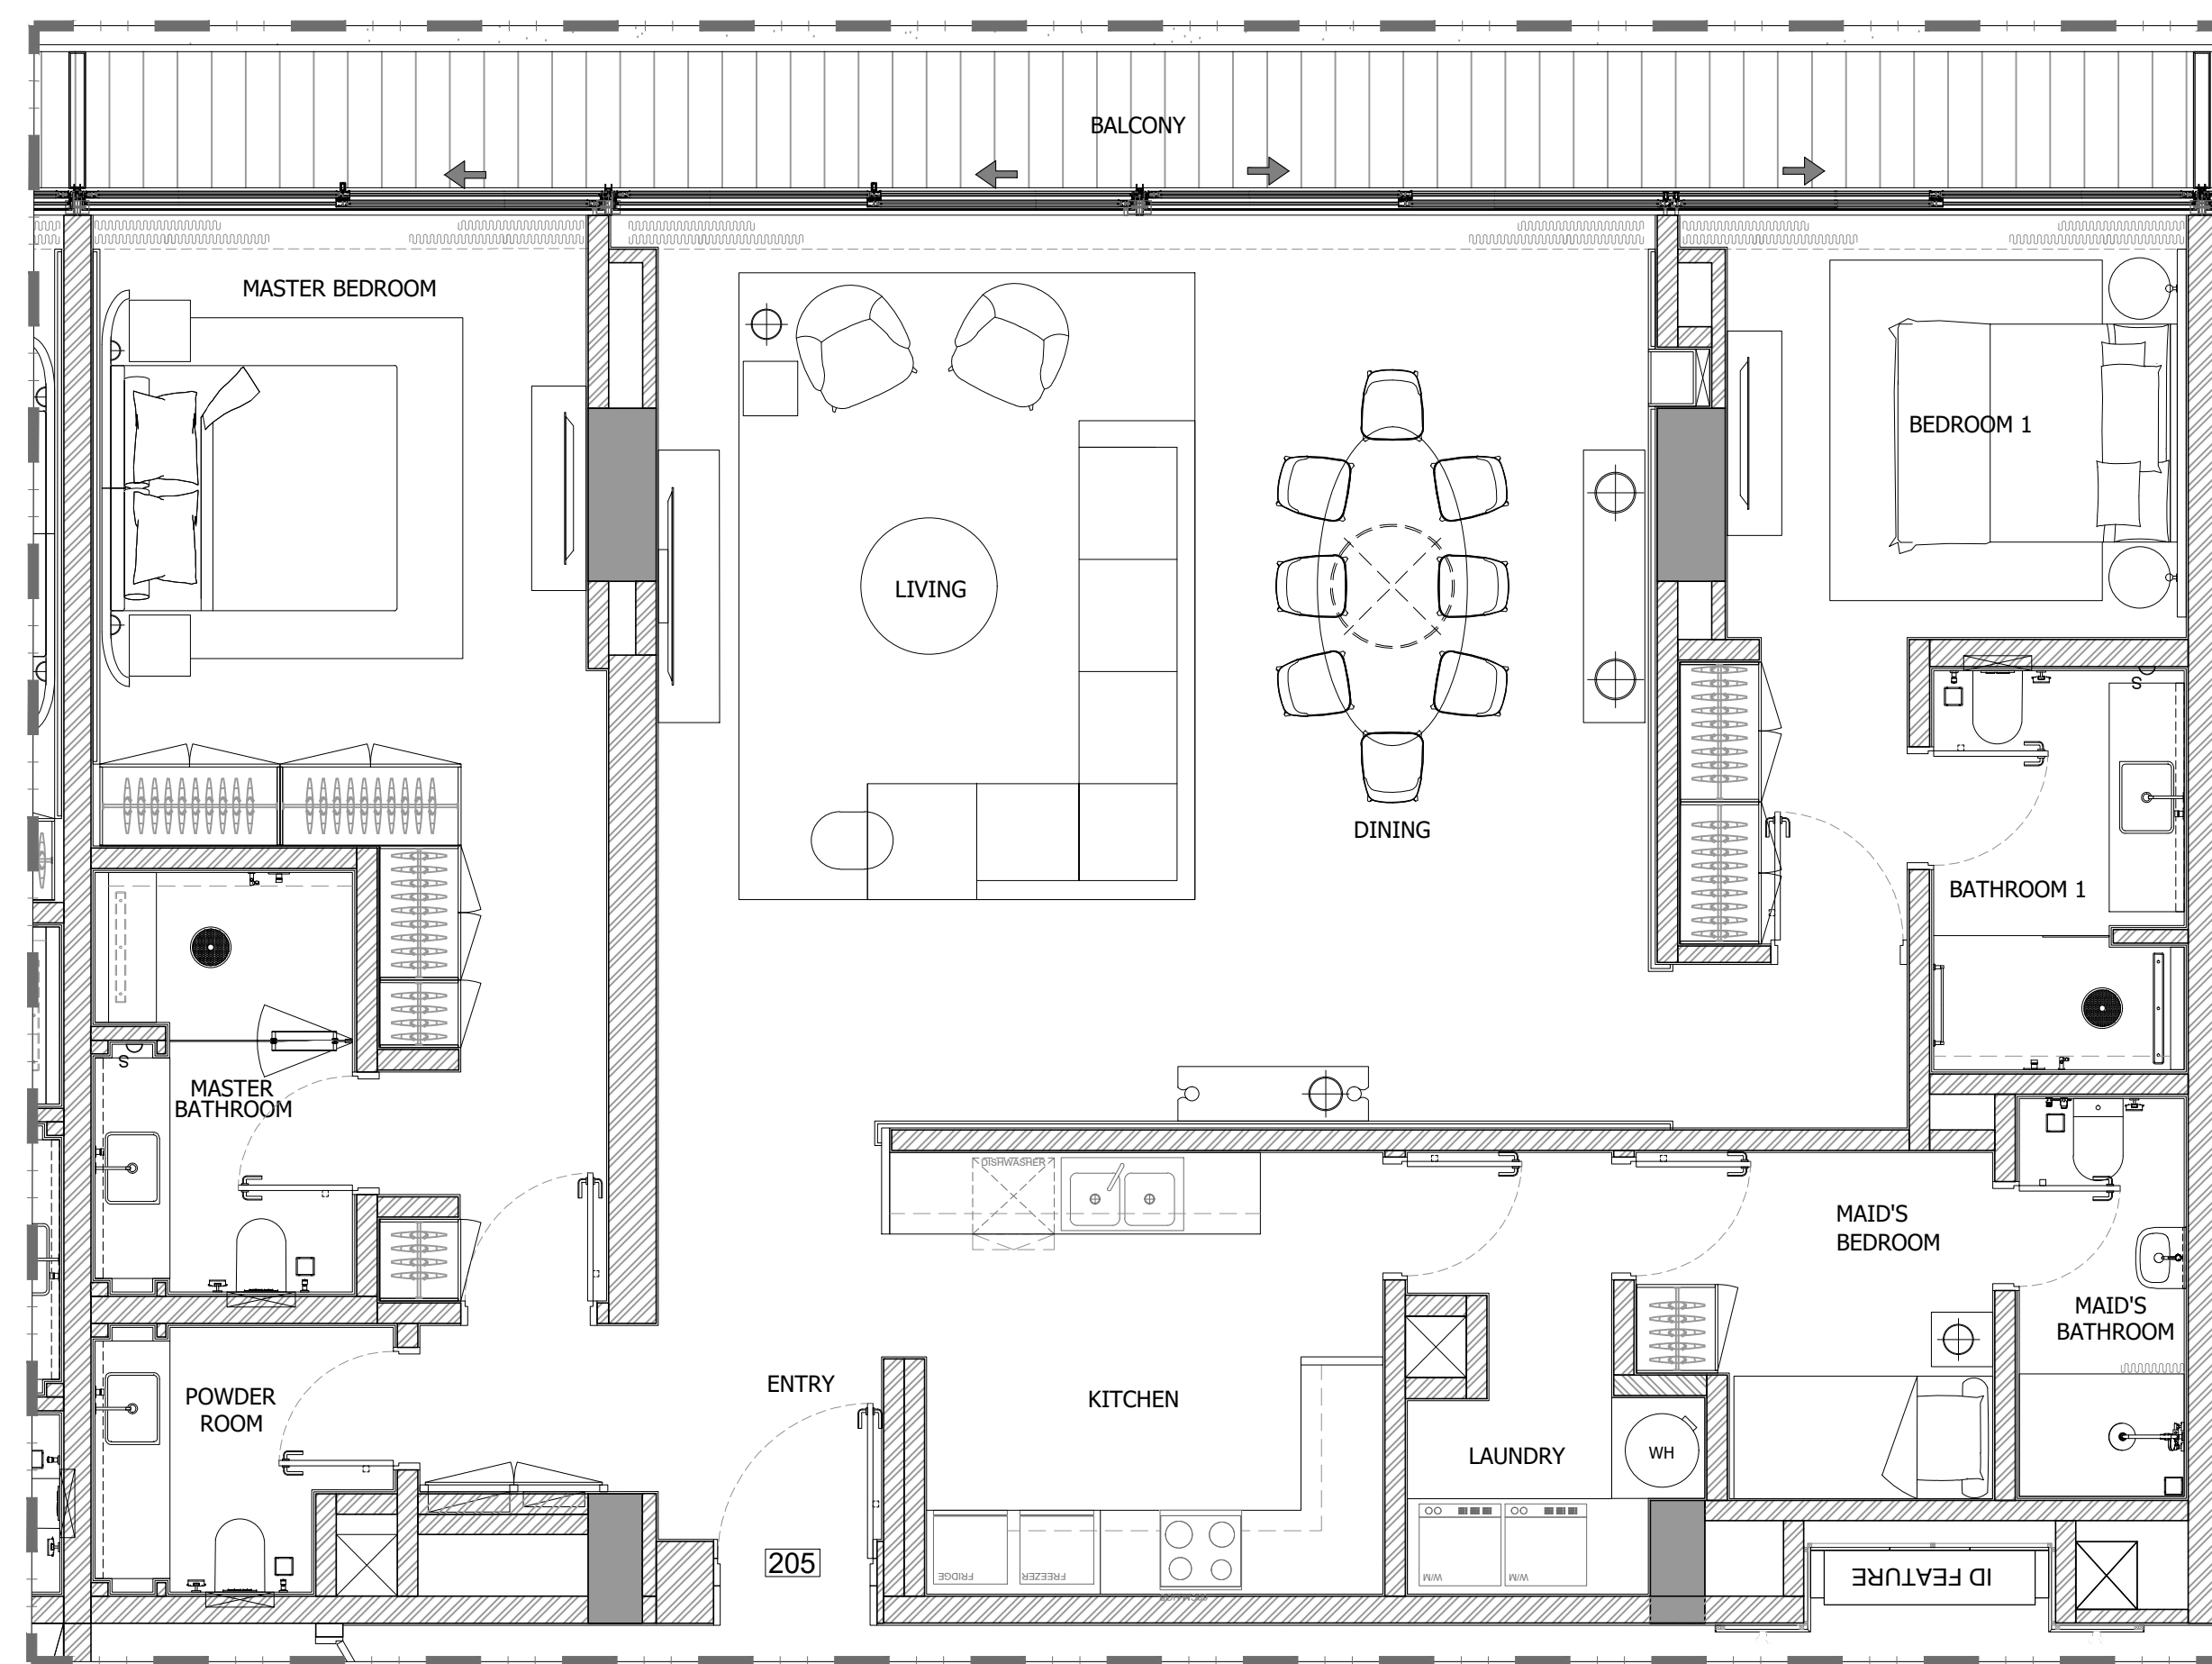 BALCONY
MASTER BEDROOM
BEDROOM 1
LIVING
DINING
S
BATHROOM 1
S
MASTER
BATHROOM
DISHWASHER
MAID'S
BEDROOM
MAID'S
BATHROOM
POWDER
ROOM
ENTRY
KITCHEN
LAUNDRY
WH
205
FRIDGE
FREEZER
W/M
W/M
ID FEATURE